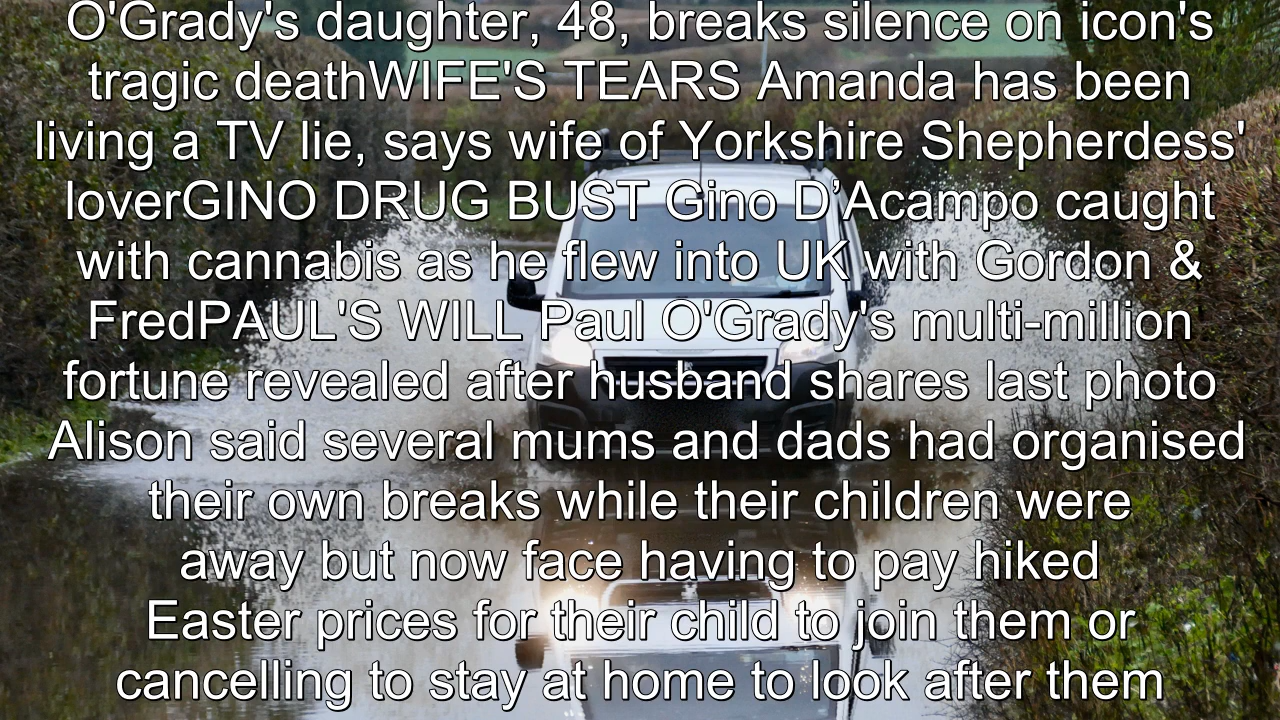 O'Grady's daughter, 48, breaks silence on icon's
tragic deathWIFE'S TEARS Amanda has been
living a TV lie, says wife of Yorkshire Shepherdess'
loverGINO DRUG BUST Gino D’Acampo caught
with cannabis as he flew into UK with Gordon &
FredPAUL'S WILL Paul O'Grady's multi-million
fortune revealed after husband shares last photo
Alison said several mums and dads had organised
their own breaks while their children were
away but now face having to pay hiked
Easter prices for their child to join them or
cancelling to stay at home to look after them